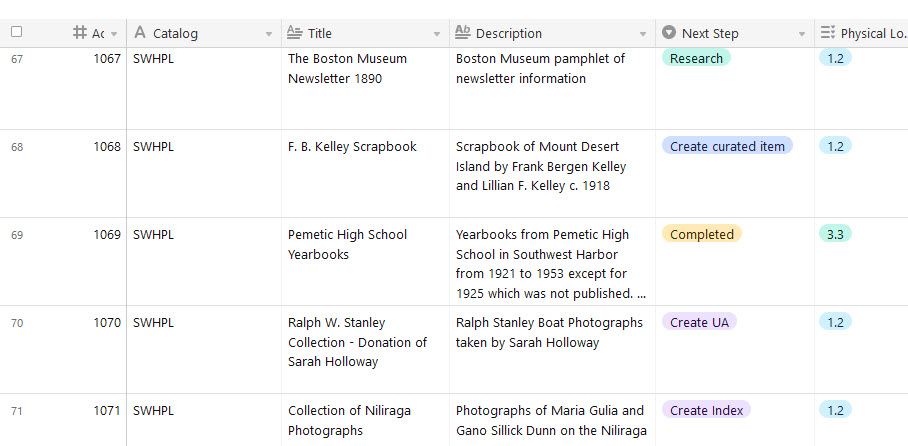 Ac Catalog Title Description Next Step Physical Lo...
67 1067 SWHPL The Boston Museum Boston Museum pamphlet of Research 1.2
Newsletter 1890 newsletter information
68 1068 SWHPL F. B. Kelley Scrapbook Scrapbook of Mount Desert Create curated item 1.2
Island by Frank Bergen Kelley
and Lillian F. Kelley c. 1918
69 1069 SWHPL Pemetic High School Yearbooks from Pemetic High Completed 3.3
Yearbooks School in Southwest Harbor
from 1921 to 1953 except for
1925 which was not published. ...
70 1070 SWHPL Ralph W. Stanley Ralph Stanley Boat Photographs Create UA 1.2
Collection - Donation of taken by Sarah Holloway
Sarah Holloway
71 1071 SWHPL Collection of Niliraga Photographs of Maria Gulia and Create Index 1.2
Photographs Gano Sillick Dunn on the Niliraga